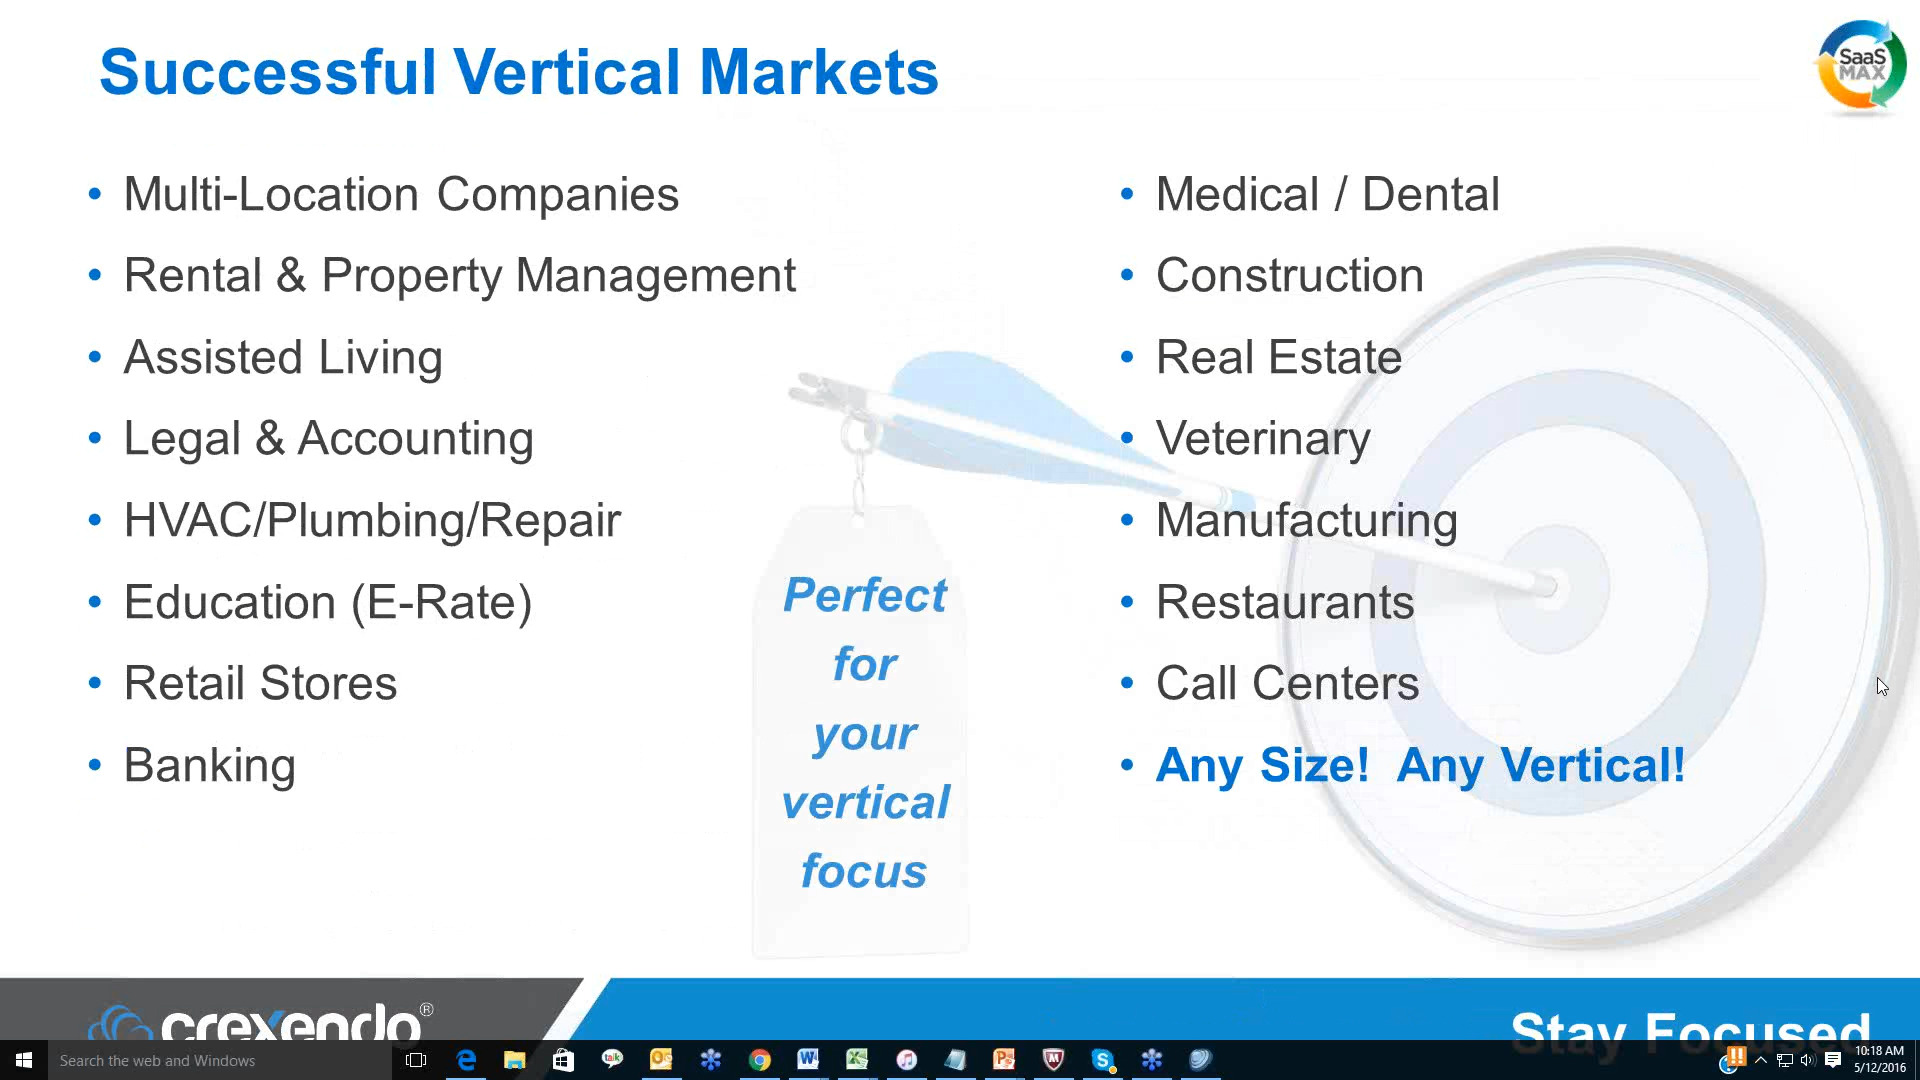 Successful Vertical Markets
SaaS
MAX
• Multi-Location Companies
• Rental & Property Management
• Assisted Living
• Legal & Accounting
• HVAC/Plumbing/Repair
• Education (E-Rate)
• Retail Stores
• Banking
Perfect
for
your
vertical
focus
• Medical / Dental
• Construction
• Real Estate
• Veterinary
• Manufacturing
• Restaurants
• Call Centers
• Any Size!  Any Vertical!
crexendo®
Stay Focused
Search the web and Windows
talk
10:18 AM
5/12/2016